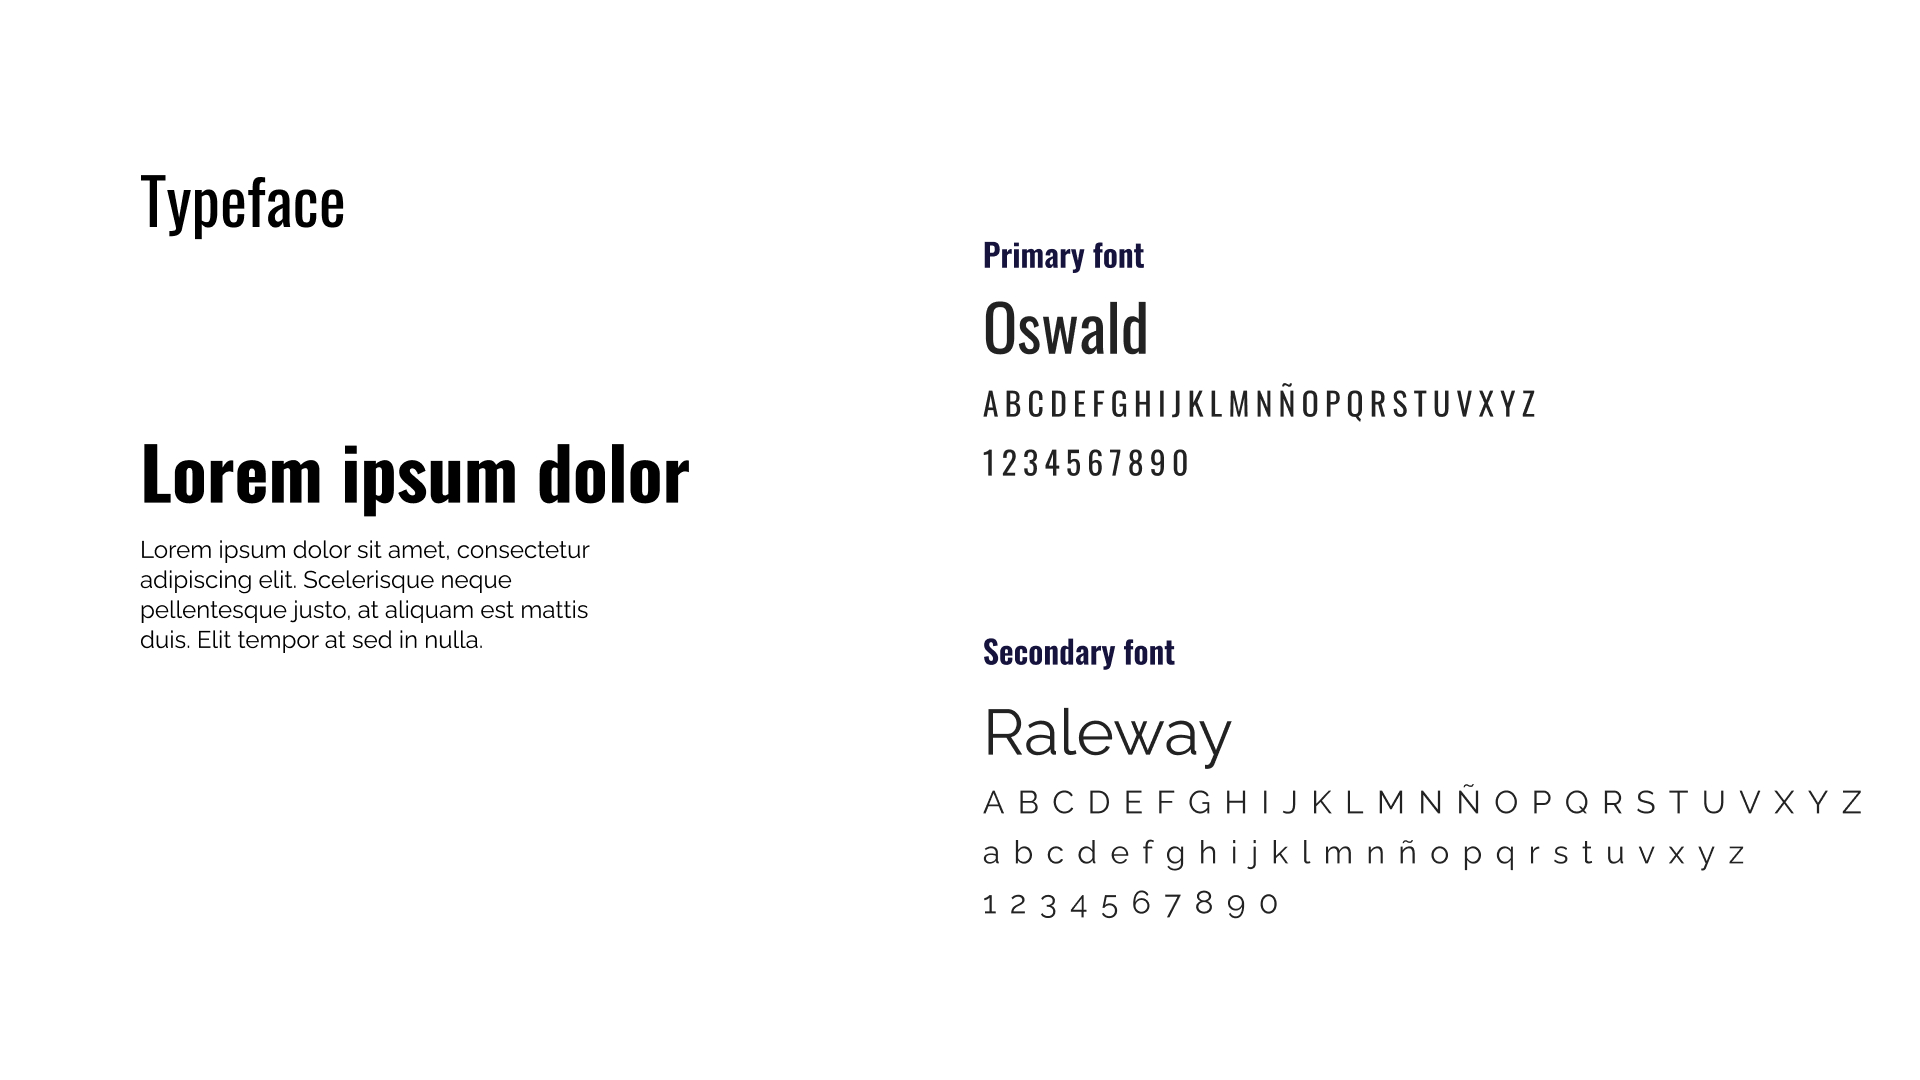 Typeface
Lorem ipsum dolor
Lorem ipsum dolor sit amet, consectetur
adipiscing elit. Scelerisque neque
pellentesque justo, at aliquam est mattis
duis. Elit tempor at sed in nulla.
Primary font
Oswald
A B C D E F G H I J K L M N Ñ O P Q R S T U V X Y Z
1 2 3 4 5 6 7 8 9 0
Secondary font
Raleway
A B C D E F G H I J K L M N Ñ O P Q R S T U V X Y Z
a b c d e f g h i j k l m n ñ o p q r s t u v x y z
1 2 3 4 5 6 7 8 9 0